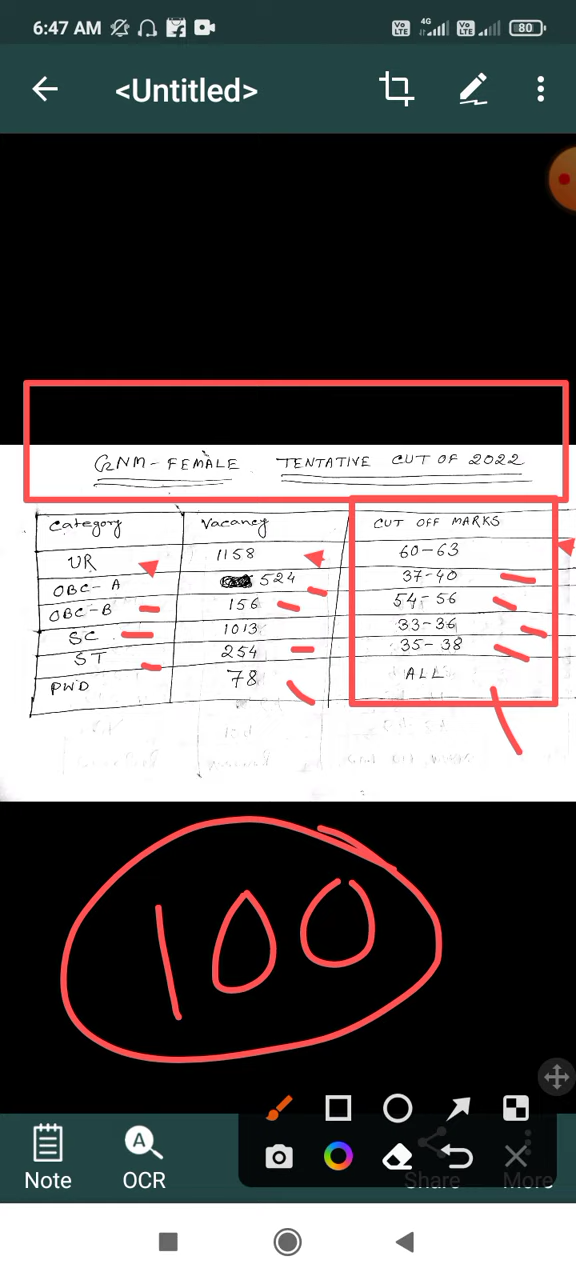 6:47 AM 4G 80
<Untitled>
GNM-FEMALE TENTATIVE CUT OF 2022
Category Vacancy CUT OFF MARKS
UR 1158 60-63
OBC-A 524 37-40
OBC-B 156 54-56
SC 1013 33-36
ST 254 35-38
PWD 78 ALL
100
Note OCR Share More